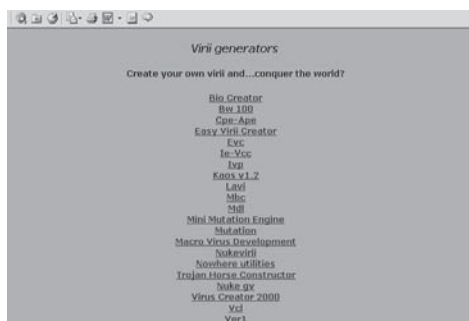 Virii generators
Create your own virii and...conquer the world?
Bio Creator
Bw 100
Cpe-Ape
Easy Virii Creator
Evc
Ie-Vcc
Ivp
Kaos v1.2
Lavi
Mbc
Mdl
Mini Mutation Engine
Mutation
Macro Virus Development
Nukevirii
Nowhere utilities
Trojan Horse Constructor
Nuke gv
Virus Creator 2000
Vcl
Ver1